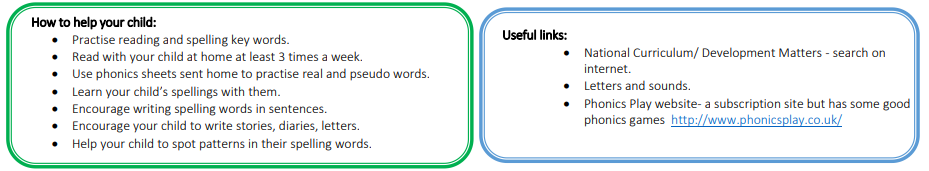 How to help your child:
• Practise reading and spelling key words.
• Read with your child at home at least 3 times a week.
• Use phonics sheets sent home to practise real and pseudo words.
• Learn your child's spellings with them.
• Encourage writing spelling words in sentences.
• Encourage your child to write stories, diaries, letters.
• Help your child to spot patterns in their spelling words.
Useful links:
• National Curriculum/ Development Matters - search on
internet.
• Letters and sounds.
• Phonics Play website- a subscription site but has some good
phonics games http://www.phonicsplay.co.uk/